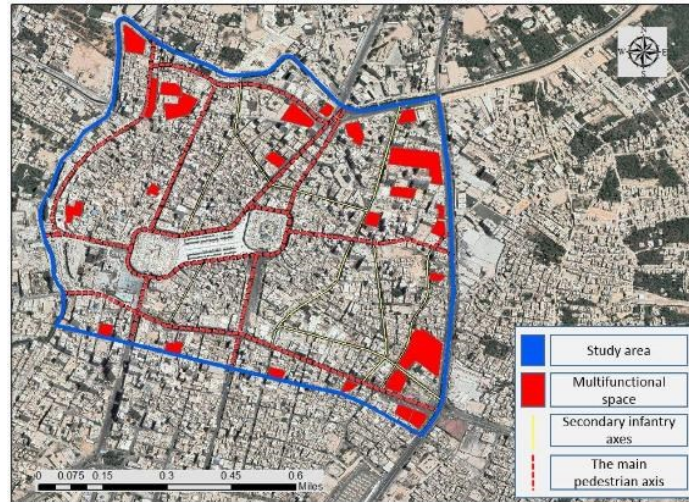 N
W
E
S
Study area
Multifunctional
space
Secondary infantry
axes
The main
pedestrian axis
0 0.075 0.15 0.3 0.45 0.6
Miles